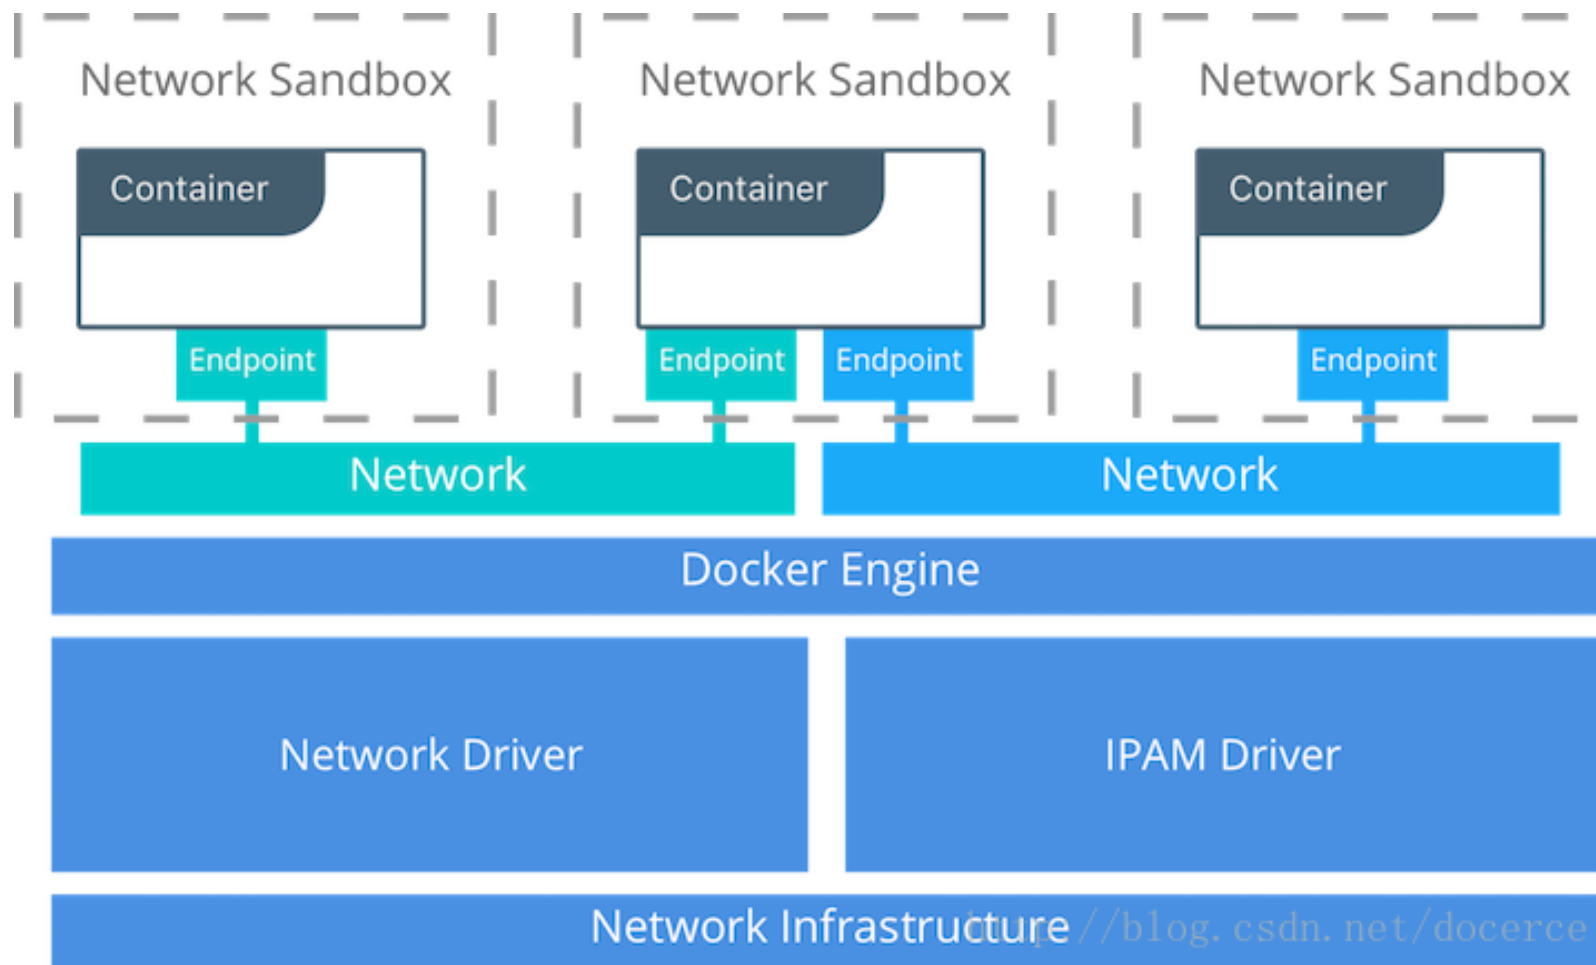 Network Sandbox
Network Sandbox
Network Sandbox
Container
Container
Container
Endpoint
Endpoint
Endpoint
Endpoint
Network
Network
Docker Engine
Network Driver
IPAM Driver
Network Infrastructure
http://blog.csdn.net/docerce